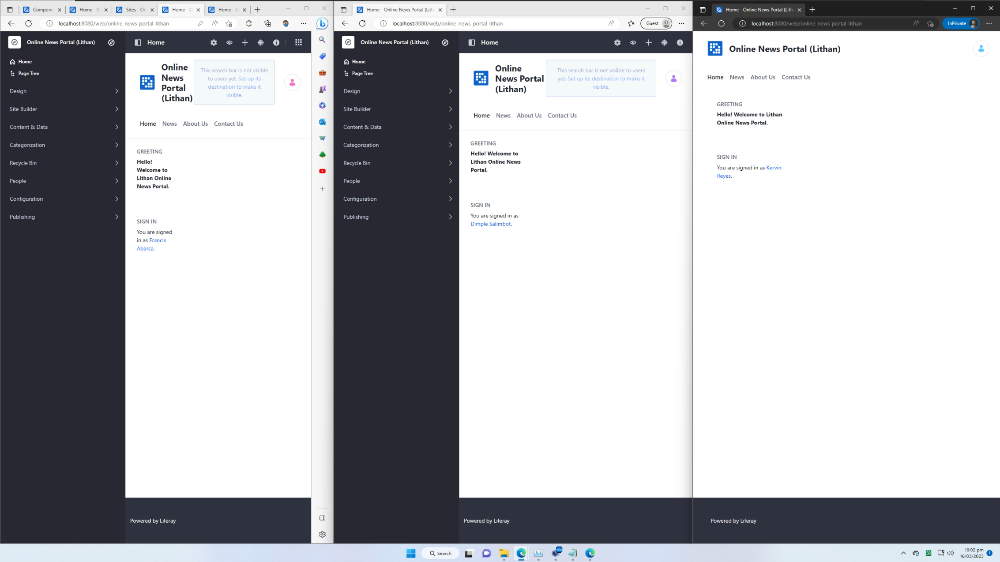 Compone
Home - O
Sites - On
Home - O
Home - Li
localhost:8080/web/online-news-portal-lithan
Online News Portal (Lithan)
Home
Home
Page Tree
Design
Site Builder
Content & Data
Categorization
Recycle Bin
People
Configuration
Publishing
Online
News
Portal
(Lithan)
This search bar is not visible
to users yet. Set up its
destination to make it
visible.
Home
News
About Us
Contact Us
GREETING
Hello!
Welcome to
Lithan Online
News Portal.
SIGN IN
You are signed
in as Francis
Abarca.
Powered by Liferay
Home - Online News Portal (Lith
localhost:8080/web/online-news-portal-lithan
Guest
Online News Portal (Lithan)
Home
Home
Page Tree
Design
Site Builder
Content & Data
Categorization
Recycle Bin
People
Configuration
Publishing
Online
News Portal
(Lithan)
This search bar is not visible to users
yet. Set up its destination to make it
visible.
Home
News
About Us
Contact Us
GREETING
Hello! Welcome to
Lithan Online News
Portal.
SIGN IN
You are signed in as
Dimple Salimbot.
Powered by Liferay
Home - Online News Portal (Lith
localhost:8080/web/online-news-portal-lithan
InPrivate
Online News Portal (Lithan)
Home
News
About Us
Contact Us
GREETING
Hello! Welcome to Lithan
Online News Portal.
SIGN IN
You are signed in as Kervin
Reyes.
Powered by Liferay
Search
58
10:02 pm
16/03/2023
1